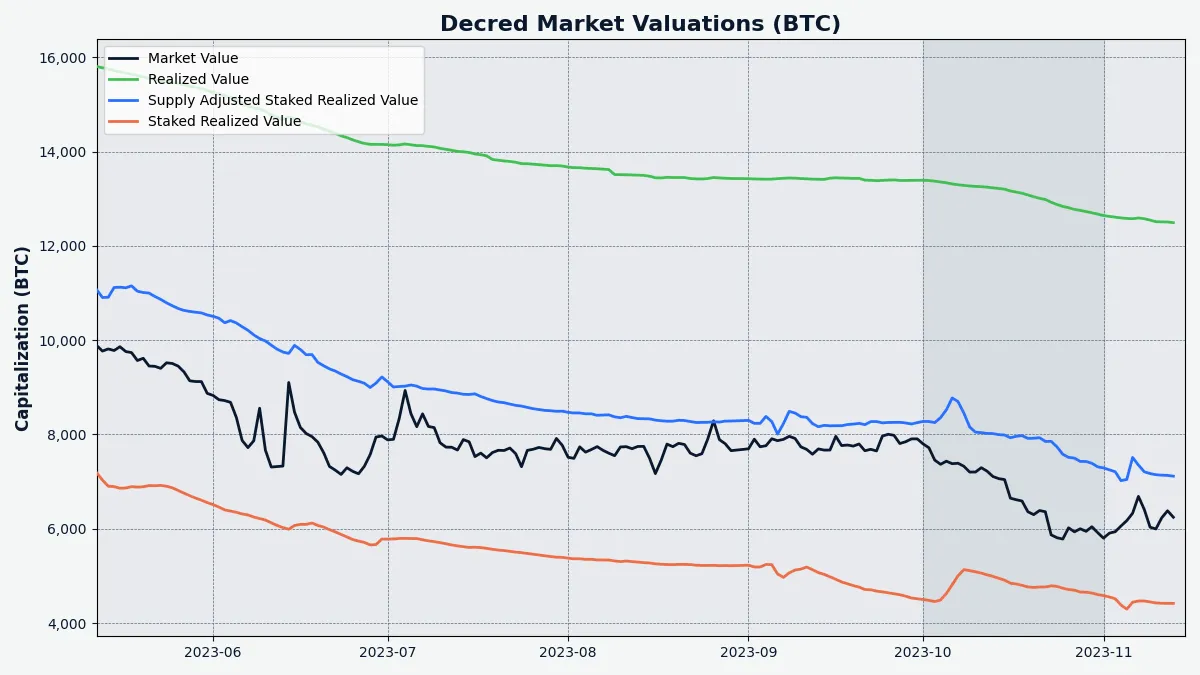 Decred Market Valuations (BTC)
Market Value
Realized Value
Supply Adjusted Staked Realized Value
Staked Realized Value
Capitalization (BTC)
16,000
14,000
12,000
10,000
8,000
6,000
4,000
2023-06
2023-07
2023-08
2023-09
2023-10
2023-11